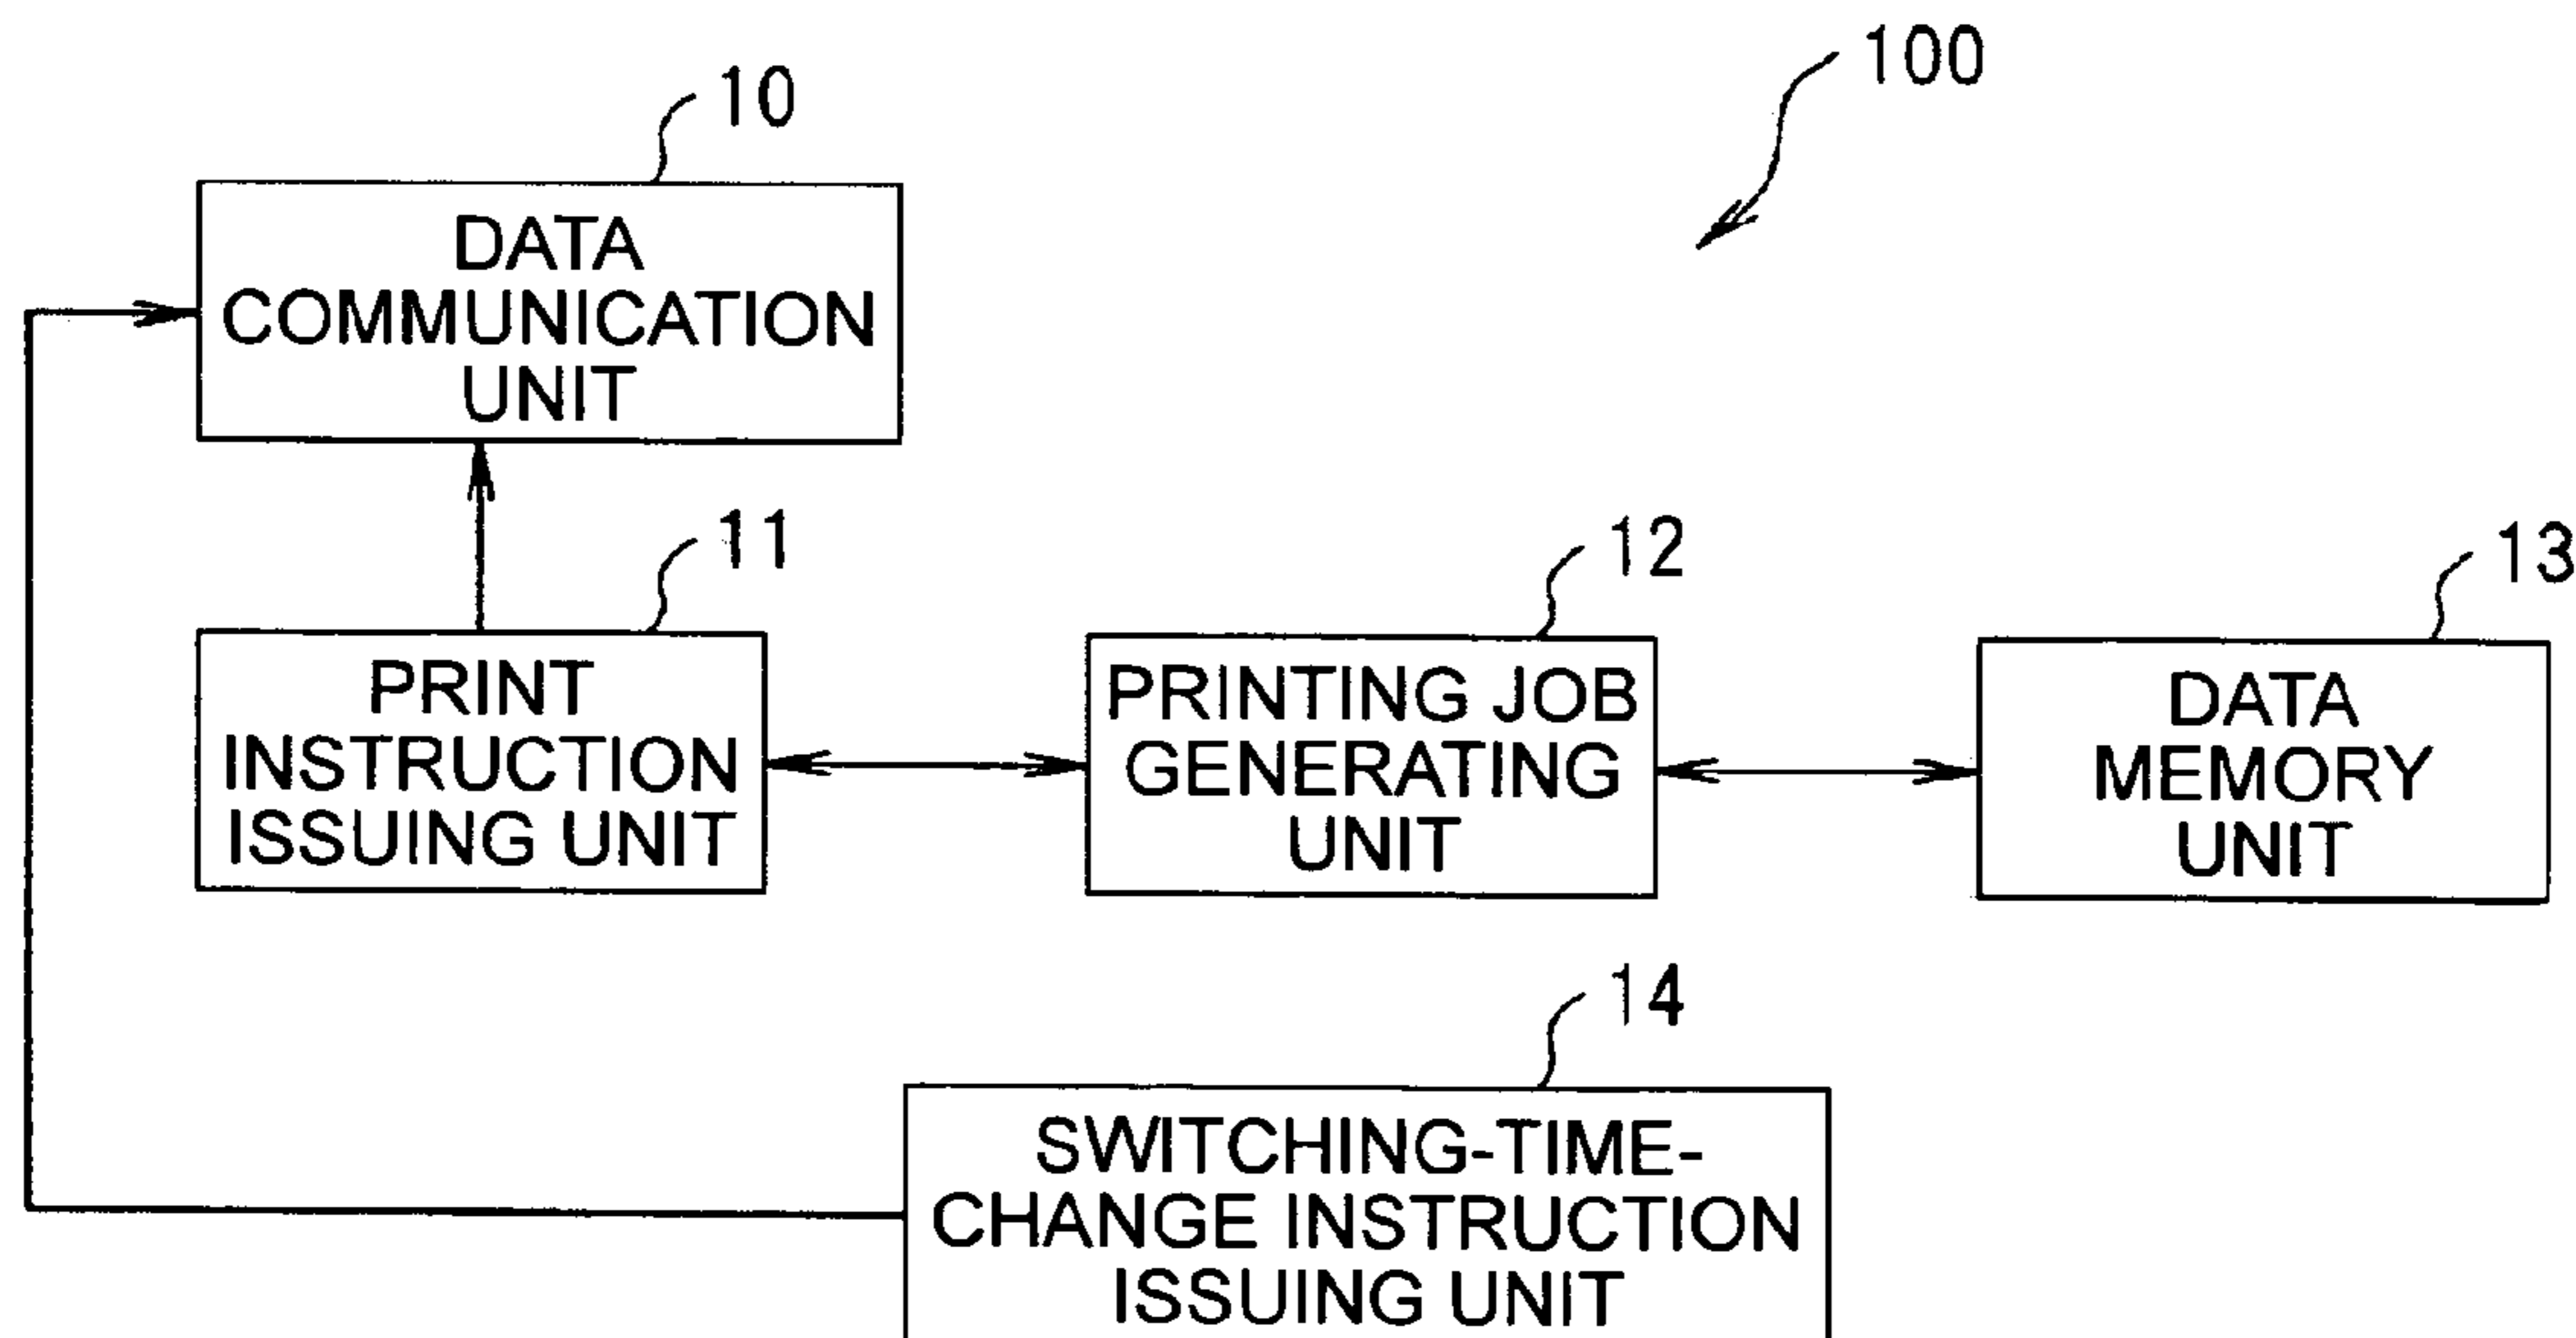 100
10
DATA
COMMUNICATION
UNIT
11
PRINT
INSTRUCTION
ISSUING UNIT
12
PRINTING JOB
GENERATING
UNIT
13
DATA
MEMORY
UNIT
14
SWITCHING-TIME-
CHANGE INSTRUCTION
ISSUING UNIT